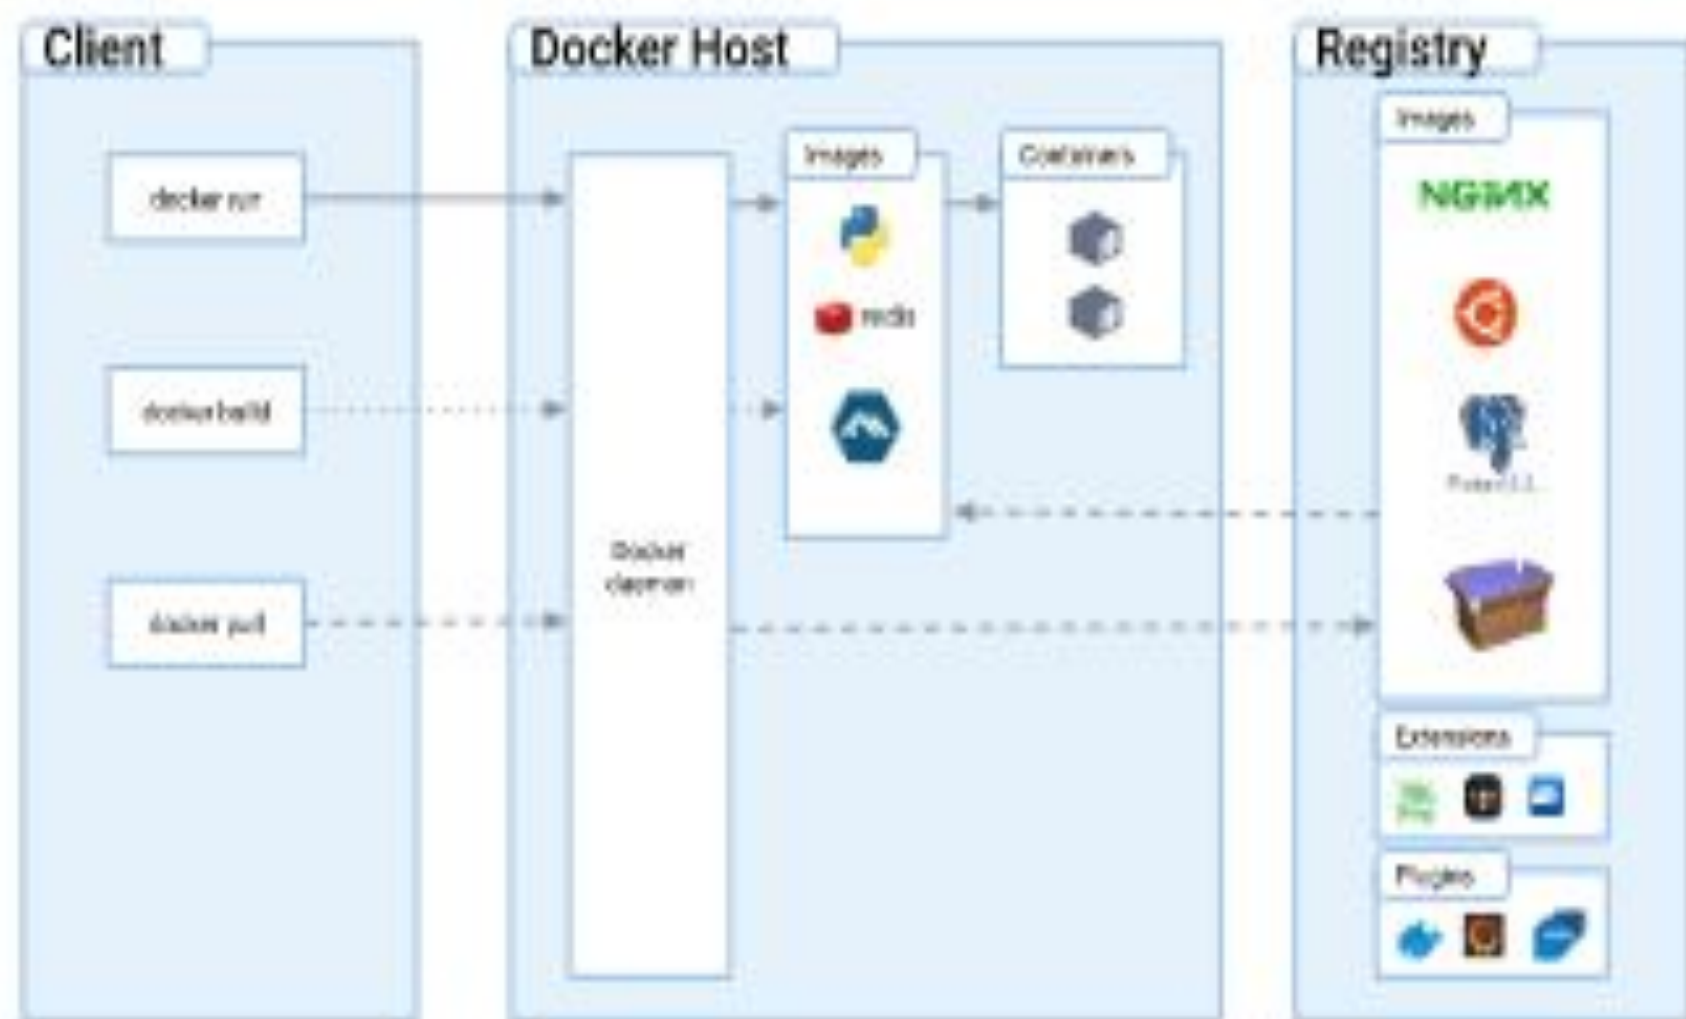 Client
docker run
docker build
docker pull
Docker Host
Docker
daemon
Images
redis
Containers
Registry
Images
NGINX
Extensions
Plugins